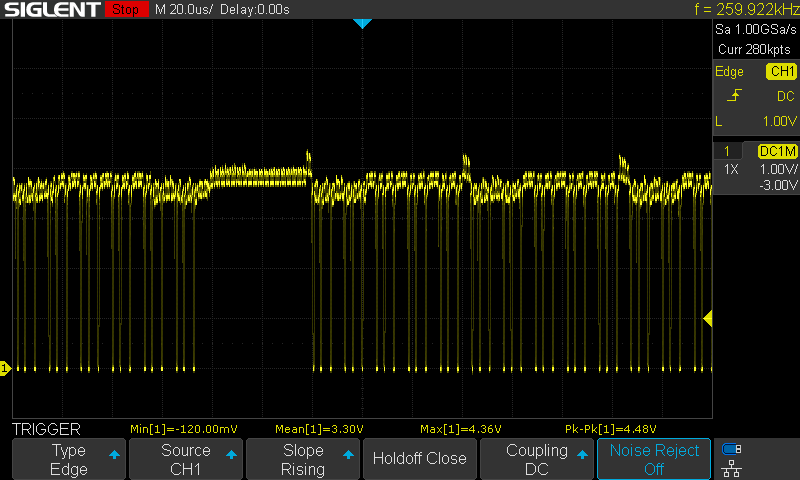 SIGLENT Stop M 20.0us/ Delay:0.00s f = 259.922kHz
Sa 1.00GSa/s
Curr 280kpts
Edge CH1
DC
L 1.00V
1 DC1M
1X 1.00V/
-3.00V
1
TRIGGER Min[1]=-120.00mV Mean[1]=3.30V Max[1]=4.36V Pk-Pk[1]=4.48V
Type
Edge
Source
CH1
Slope
Rising
Holdoff Close
Coupling
DC
Noise Reject
Off